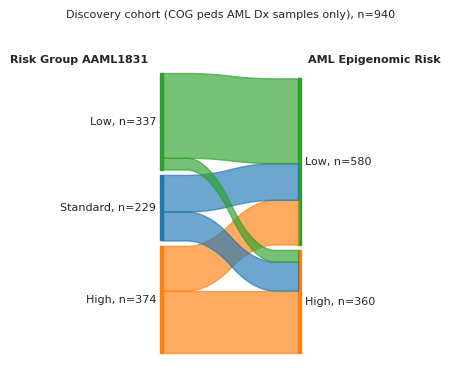 Discovery cohort (COG peds AML Dx samples only), n=940
Risk Group AAML1831
AML Epigenomic Risk
Low, n=337
Low, n=580
Standard, n=229
High, n=374
High, n=360